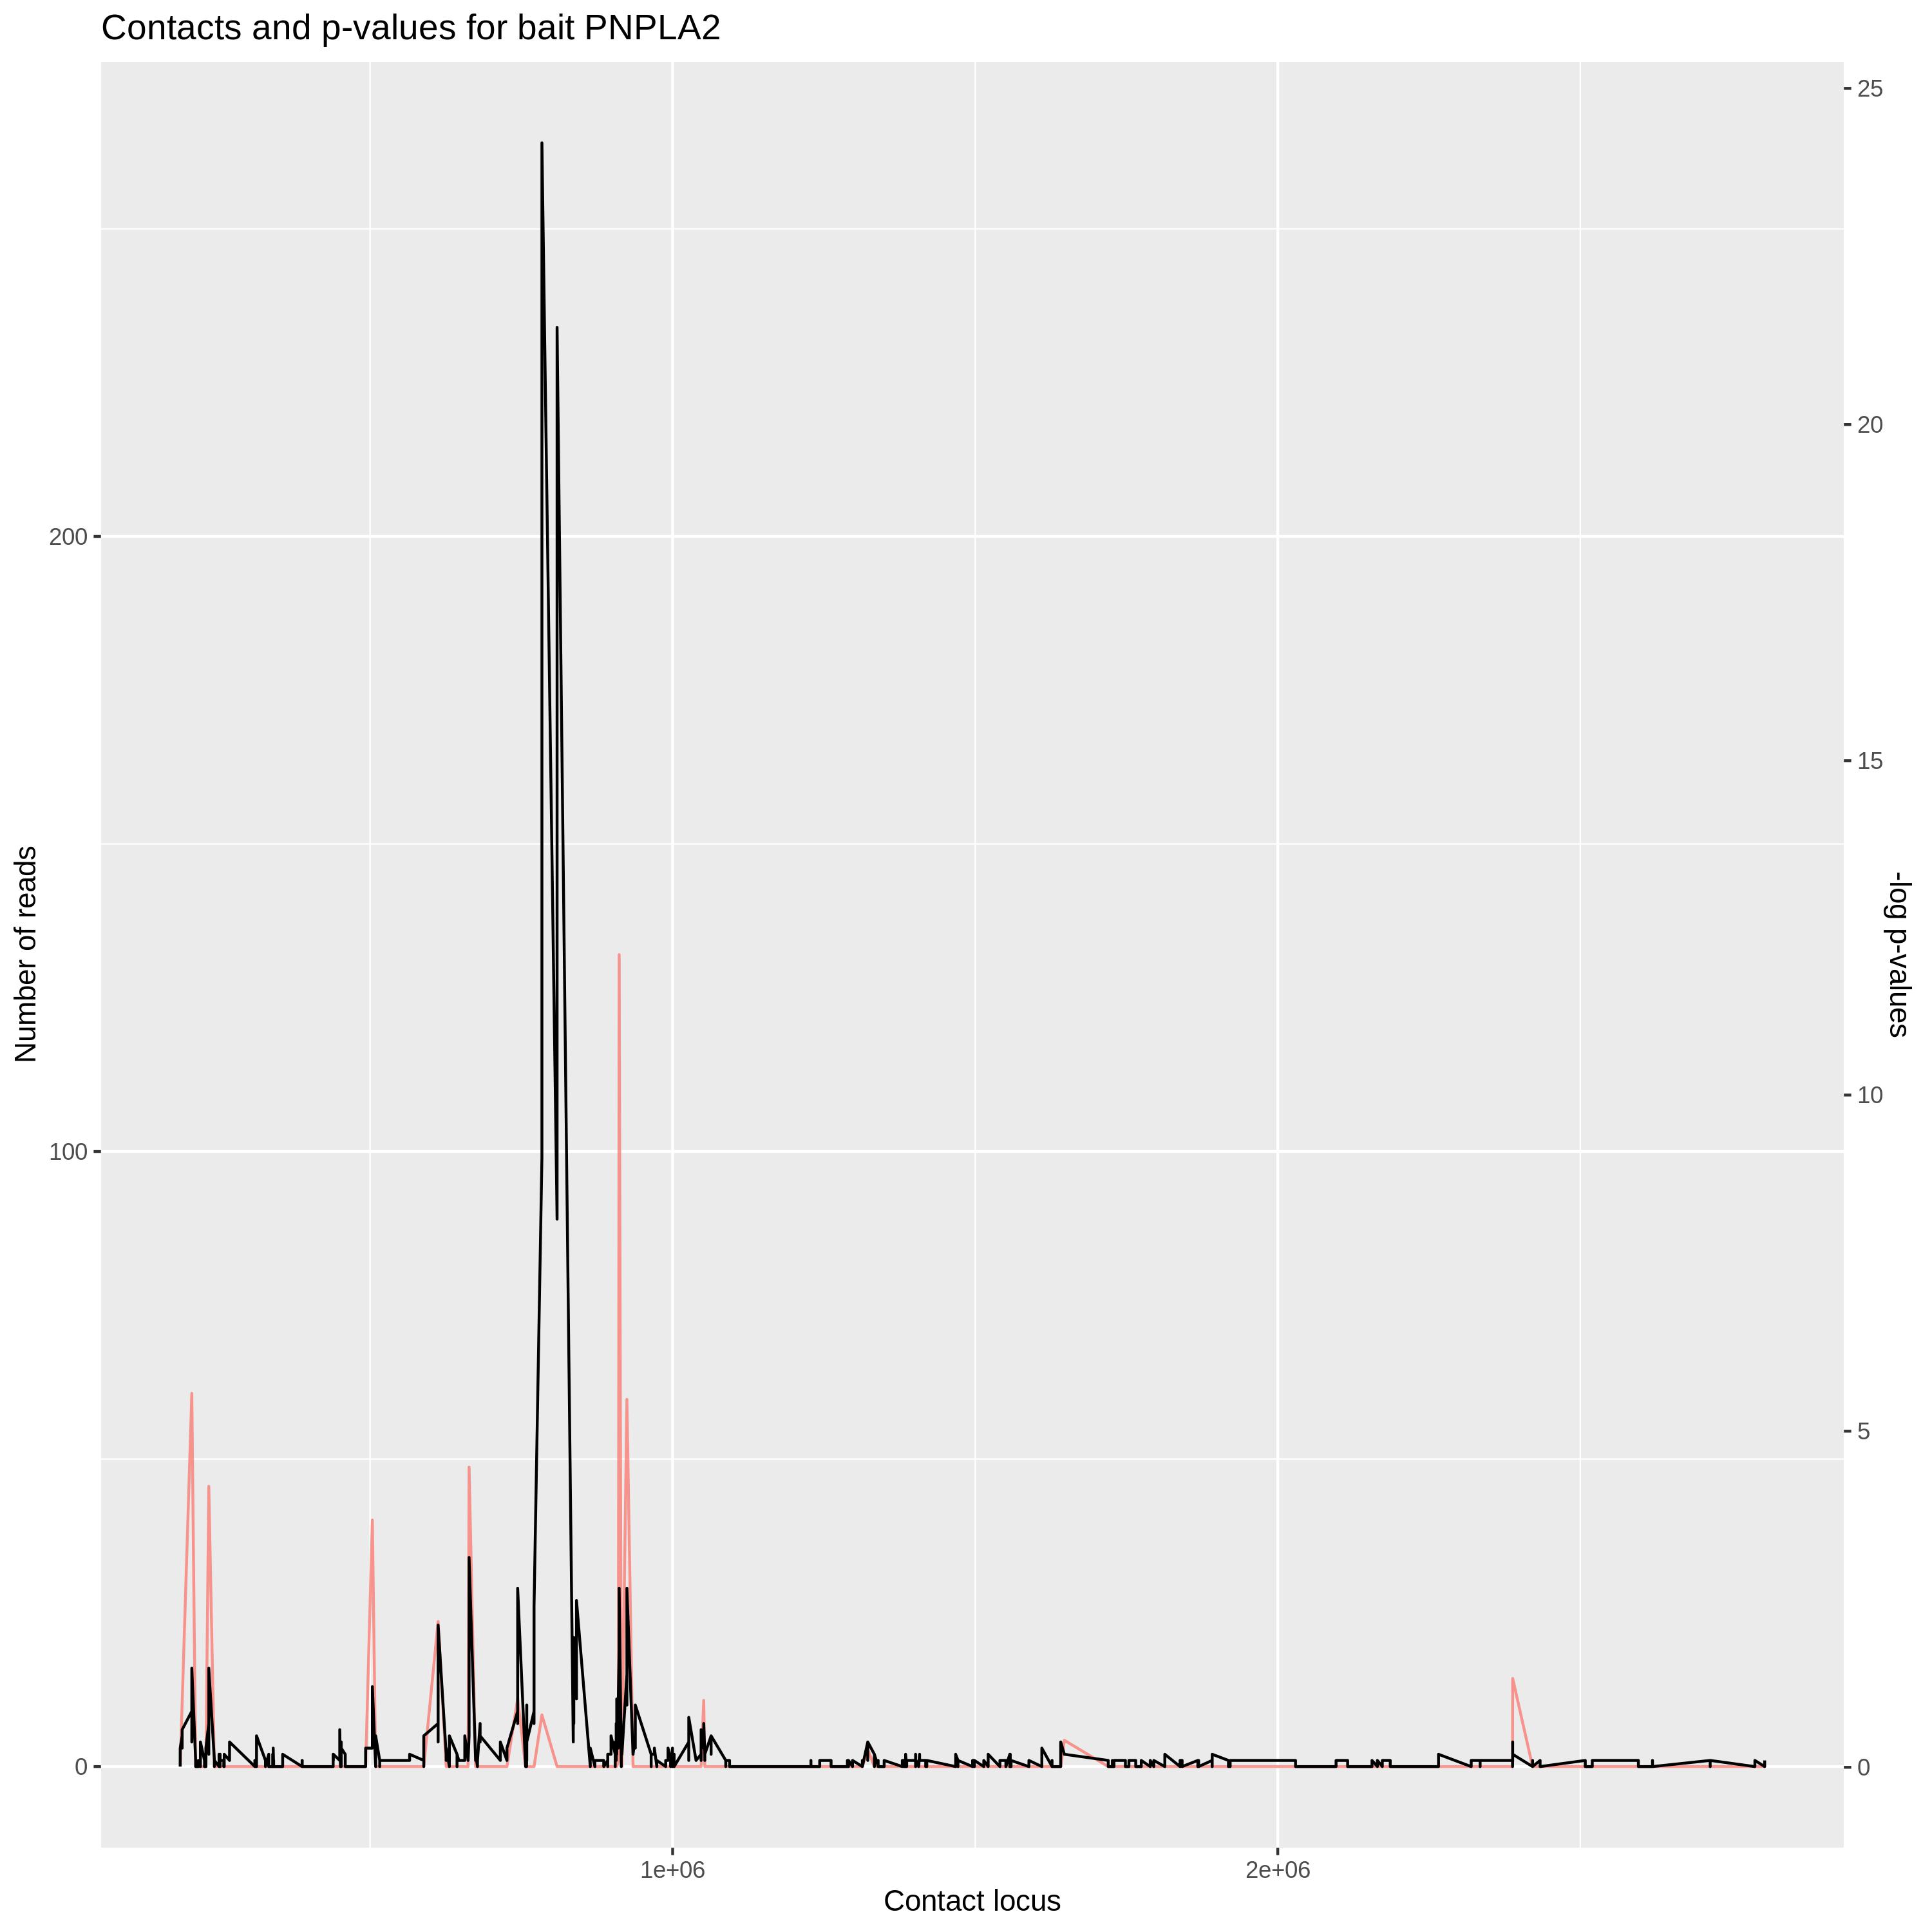 Contacts and p-values for bait PNPLA2
25
20
200
15
Number of reads
-log p-values
100
10
5
0
0
1e+06
2e+06
Contact locus